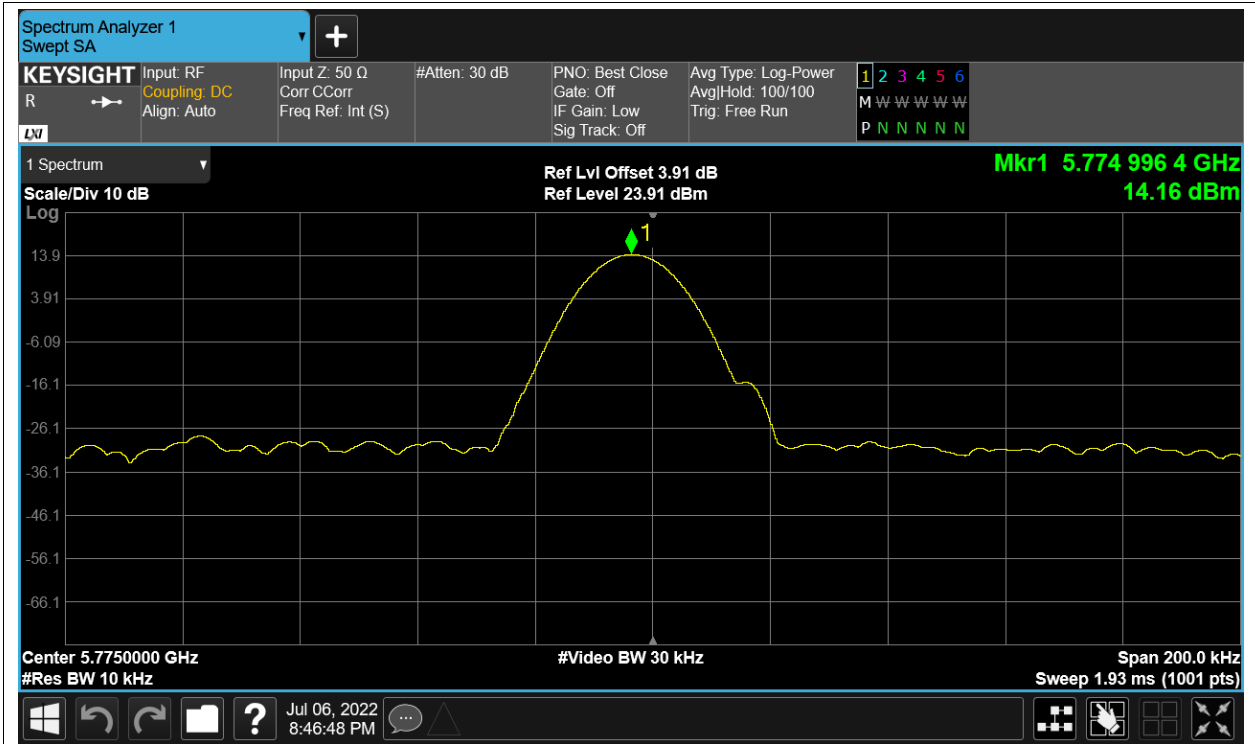 Spectrum Analyzer 1
Swept SA
KEYSIGHT
R
LXI
Input: RF
Coupling: DC
Align: Auto
Input Z: 50 Ω
Corr CCorr
Freq Ref: Int (S)
#Atten: 30 dB
PNO: Best Close
Gate: Off
IF Gain: Low
Sig Track: Off
Avg Type: Log-Power
Avg|Hold: 100/100
Trig: Free Run
1 2 3 4 5 6
M W W W W W W
P N N N N N
1 Spectrum
Scale/Div 10 dB
Log
Ref Lvl Offset 3.91 dB
Ref Level 23.91 dBm
Mkr1 5.774 996 4 GHz
14.16 dBm
1
13.9
3.91
-6.09
-16.1
-26.1
-36.1
-46.1
-56.1
-66.1
Center 5.7750000 GHz
#Res BW 10 kHz
#Video BW 30 kHz
Span 200.0 kHz
Sweep 1.93 ms (1001 pts)
?
Jul 06, 2022
8:46:48 PM